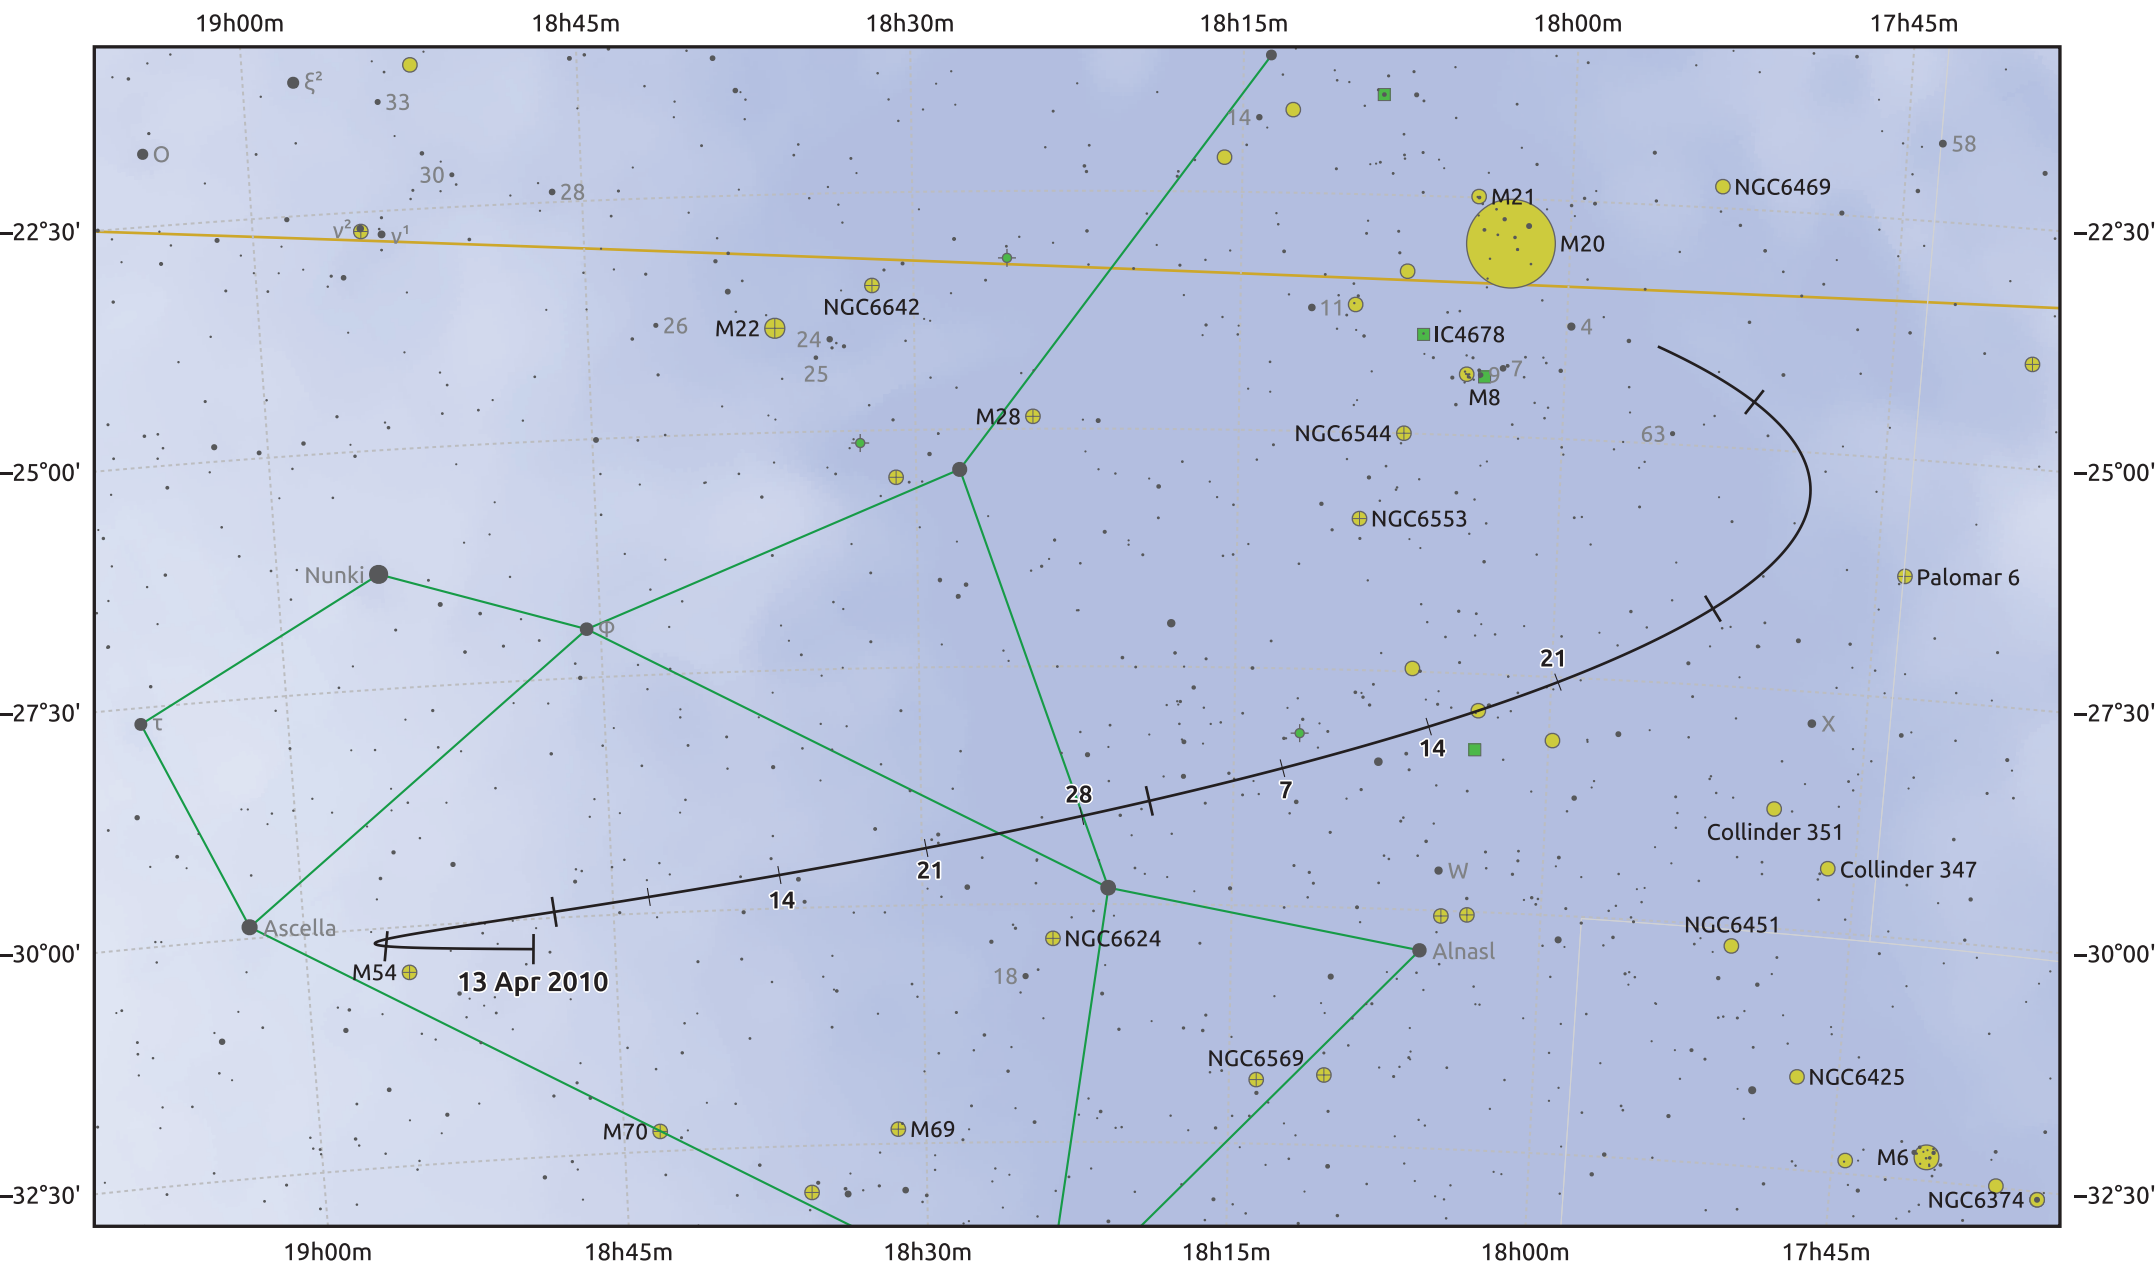 19h00m 18h45m 18h30m 18h15m 18h00m 17h45m
ξ²
33
14
58
O
30
28
NGC6469
M21
ν²
ν¹
−22°30'
−22°30'
M20
NGC6642
11
26
M22
24
IC4678
4
25
9
7
M8
M28
NGC6544
63
−25°00'
−25°00'
NGC6553
Nunki
Palomar 6
φ
21
−27°30'
τ
−27°30'
X
14
7
28
Collinder 351
21
W
Collinder 347
14
Ascella
NGC6451
NGC6624
Alnasl
−30°00'
−30°00'
M54
18
13 Apr 2010
NGC6569
NGC6425
M70
M69
M6
−32°30'
−32°30'
NGC6374
19h00m 18h45m 18h30m 18h15m 18h00m 17h45m